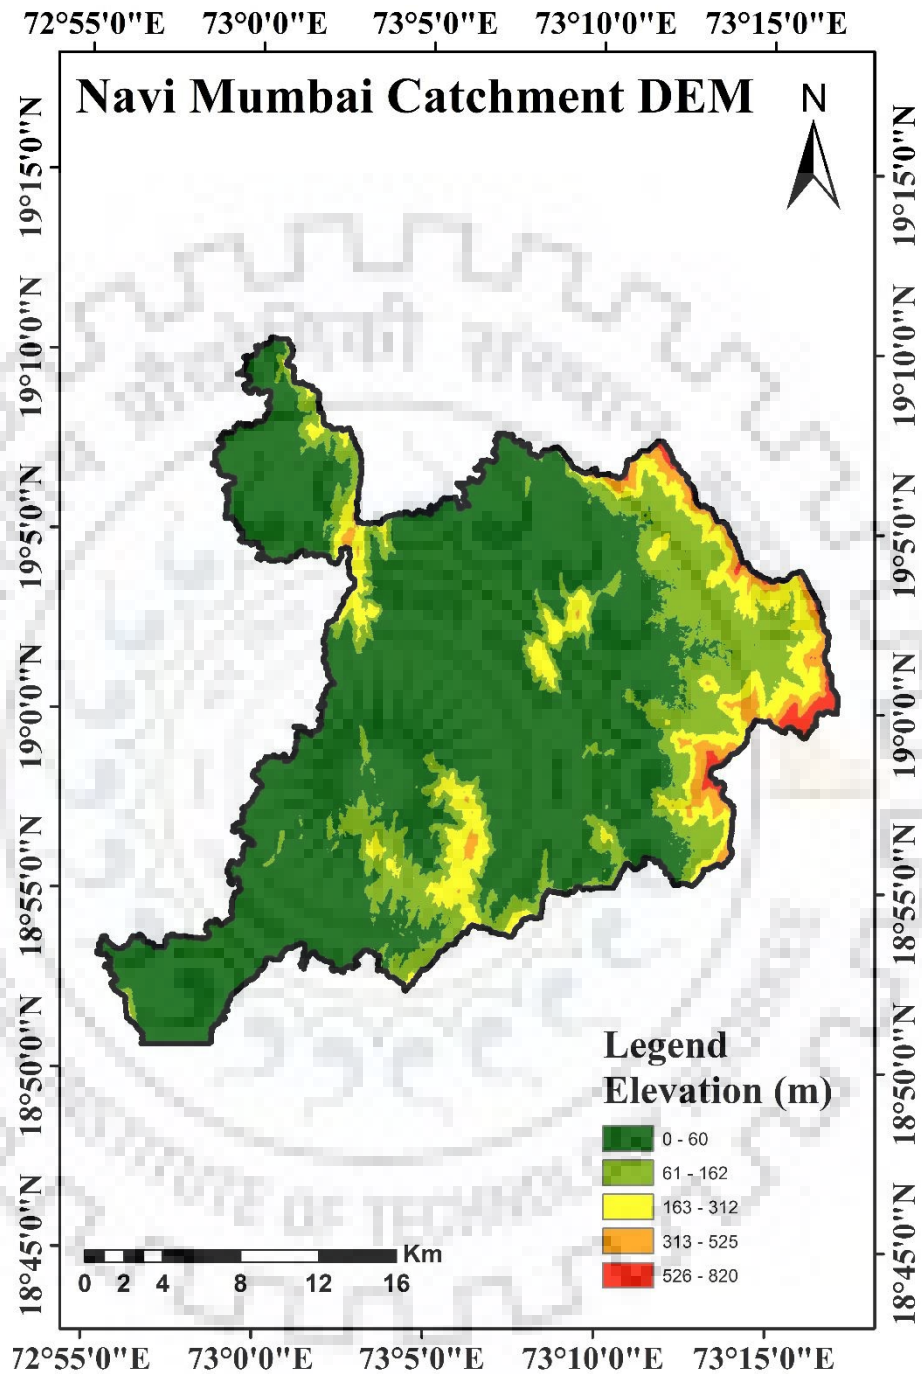 72°55'0"E 73°0'0"E 73°5'0"E 73°10'0"E 73°15'0"E
Navi Mumbai Catchment DEM
N
19°15'0"N
19°10'0"N
19°5'0"N
19°0'0"N
18°55'0"N
18°50'0"N
18°45'0"N
19°15'0"N
19°10'0"N
19°5'0"N
19°0'0"N
18°55'0"N
18°50'0"N
18°45'0"N
Legend
Elevation (m)
0 - 60
61 - 162
163 - 312
313 - 525
526 - 820
Km
0 2 4 8 12 16
72°55'0"E 73°0'0"E 73°5'0"E 73°10'0"E 73°15'0"E